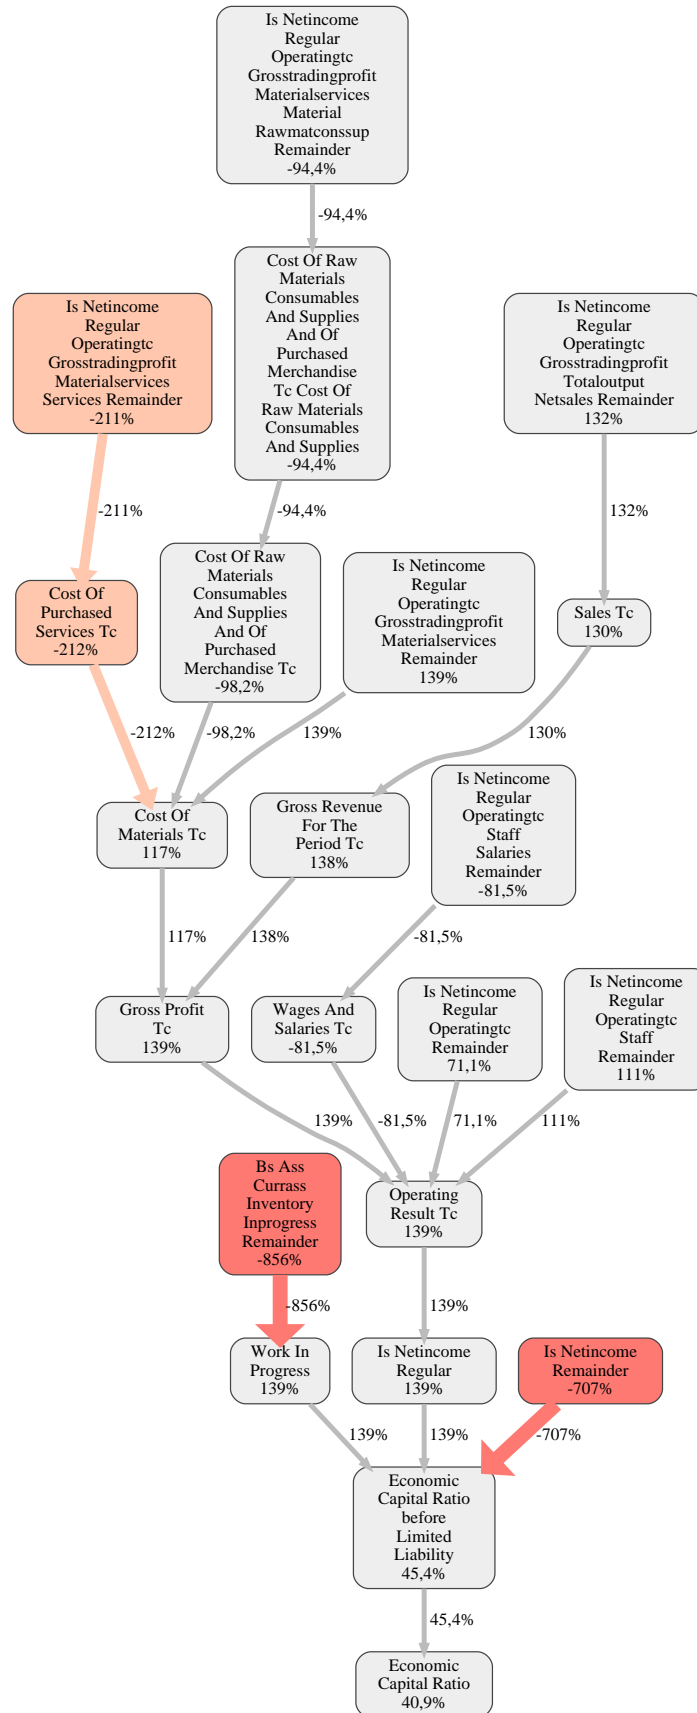 Is Netincome
Regular
Operatingtc
Grosstradingprofit
Materialservices
Material
Rawmatconssup
Remainder
-94,4%
-94,4%
Cost Of Raw
Materials
Consumables
And Supplies
And Of
Purchased
Merchandise
Tc Cost Of
Raw Materials
Consumables
And Supplies
-94,4%
Is Netincome
Regular
Operatingtc
Grosstradingprofit
Materialservices
Services Remainder
-211%
Is Netincome
Regular
Operatingtc
Grosstradingprofit
Totaloutput
Netsales Remainder
132%
-211%
-94,4%
132%
Cost Of
Purchased
Services Tc
-212%
Cost Of Raw
Materials
Consumables
And Supplies
And Of
Purchased
Merchandise Tc
-98,2%
Is Netincome
Regular
Operatingtc
Grosstradingprofit
Materialservices
Remainder
139%
Sales Tc
130%
-212%
-98,2%
139%
130%
Cost Of
Materials Tc
117%
Gross Revenue
For The
Period Tc
138%
Is Netincome
Regular
Operatingtc
Staff
Salaries
Remainder
-81,5%
117%
138%
-81,5%
Gross Profit
Tc
139%
Wages And
Salaries Tc
-81,5%
Is Netincome
Regular
Operatingtc
Remainder
71,1%
Is Netincome
Regular
Operatingtc
Staff
Remainder
111%
139%
-81,5%
71,1%
111%
Bs Ass
Currass
Inventory
Inprogress
Remainder
-856%
Operating
Result Tc
139%
-856%
139%
Work In
Progress
139%
Is Netincome
Regular
139%
Is Netincome
Remainder
-707%
139%
139%
-707%
Economic
Capital Ratio
before
Limited
Liability
45,4%
45,4%
Economic
Capital Ratio
40,9%